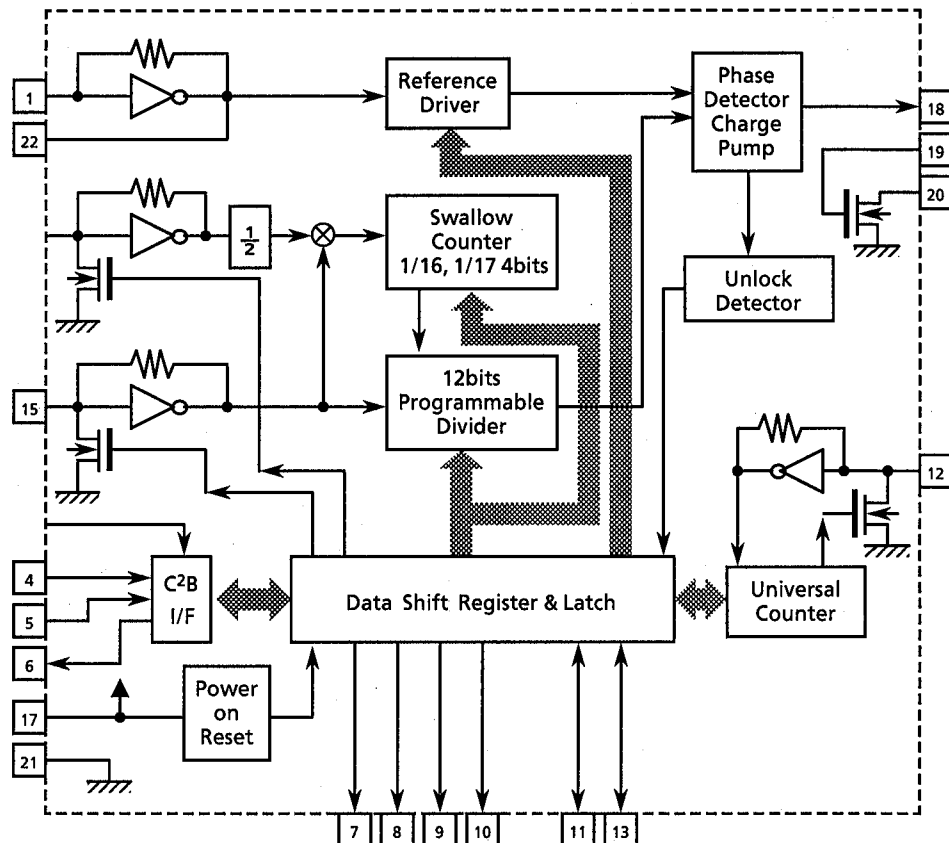 1
22
Reference
Driver
Phase
Detector
Charge
Pump
18
19
20
1/2
Swallow
Counter
1/16, 1/17 4bits
Unlock
Detector
15
12bits
Programmable
Divider
12
4
5
6
C²B
I/F
Data Shift Register & Latch
Universal
Counter
17
21
Power
on
Reset
7
8
9
10
11
13